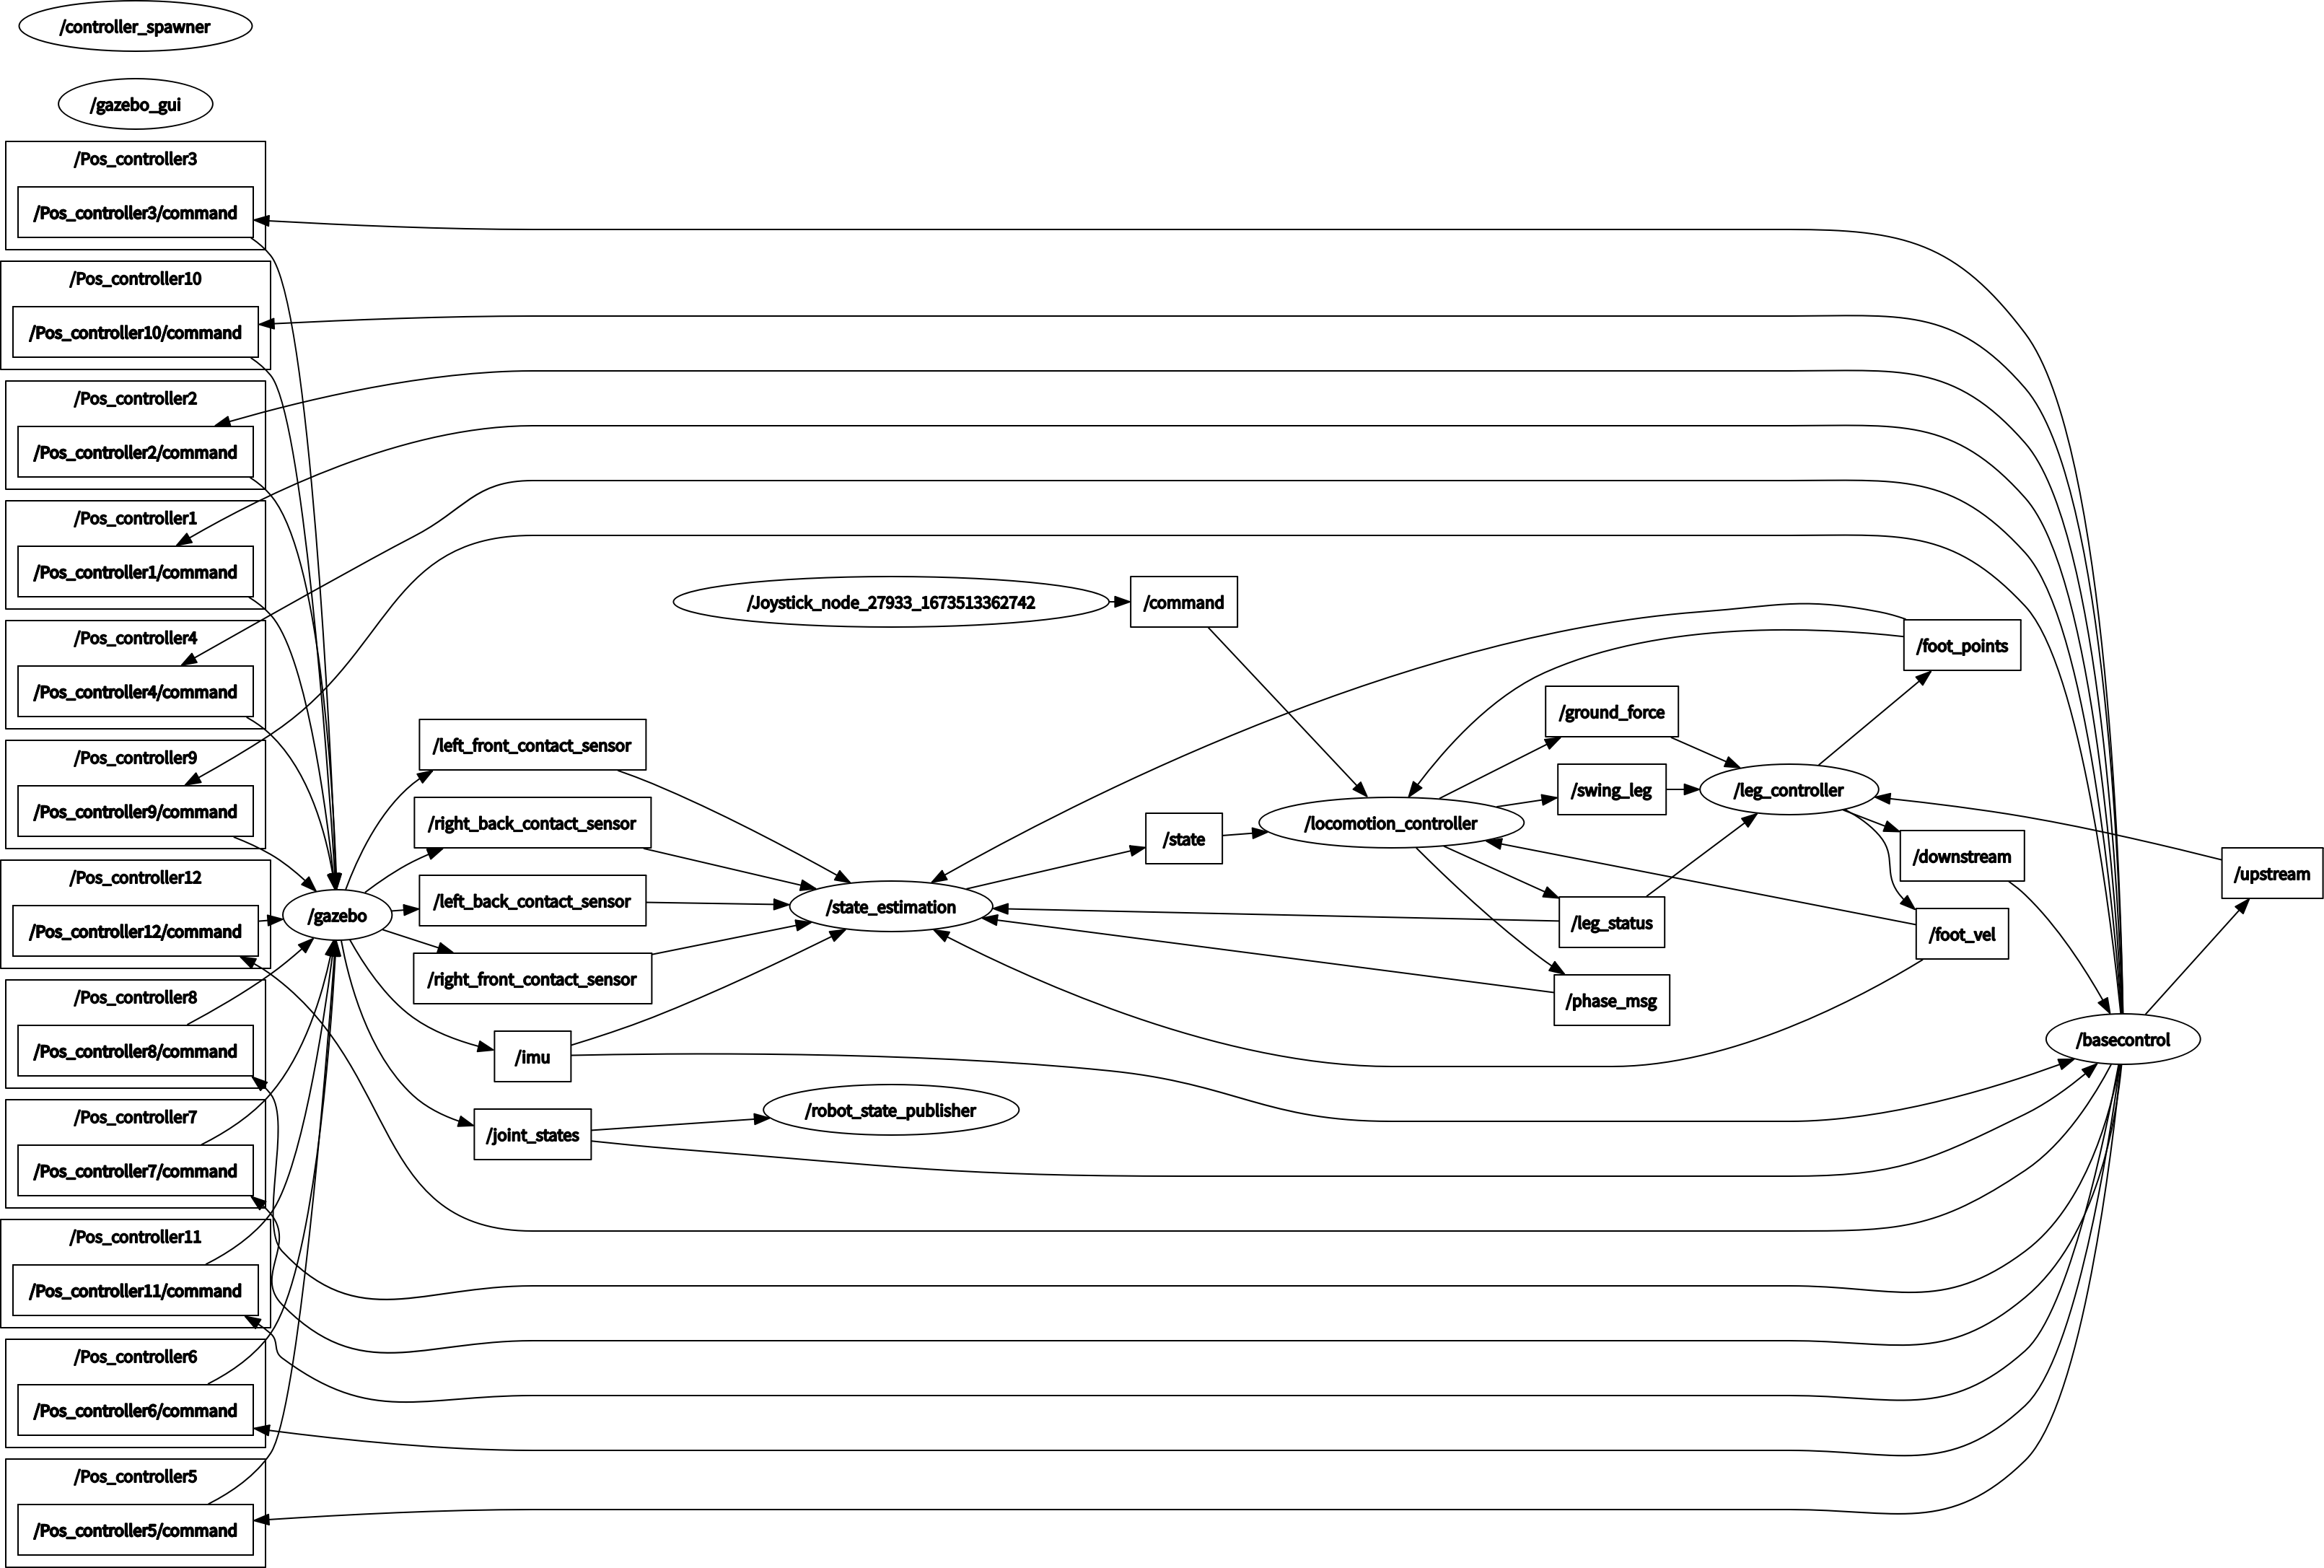 /controller_spawner
/gazebo_gui
/Pos_controller3
/Pos_controller3/command
/Pos_controller10
/Pos_controller10/command
/Pos_controller2
/Pos_controller2/command
/Pos_controller1
/Pos_controller1/command
/Pos_controller4
/Pos_controller4/command
/Pos_controller9
/Pos_controller9/command
/Pos_controller12
/Pos_controller12/command
/Pos_controller8
/Pos_controller8/command
/Pos_controller7
/Pos_controller7/command
/Pos_controller11
/Pos_controller11/command
/Pos_controller6
/Pos_controller6/command
/Pos_controller5
/Pos_controller5/command
/gazebo
/left_front_contact_sensor
/right_back_contact_sensor
/left_back_contact_sensor
/right_front_contact_sensor
/imu
/joint_states
/Joystick_node_27933_1673513362742
/state_estimation
/robot_state_publisher
/command
/state
/locomotion_controller
/ground_force
/swing_leg
/leg_status
/phase_msg
/leg_controller
/foot_points
/downstream
/foot_vel
/basecontrol
/upstream